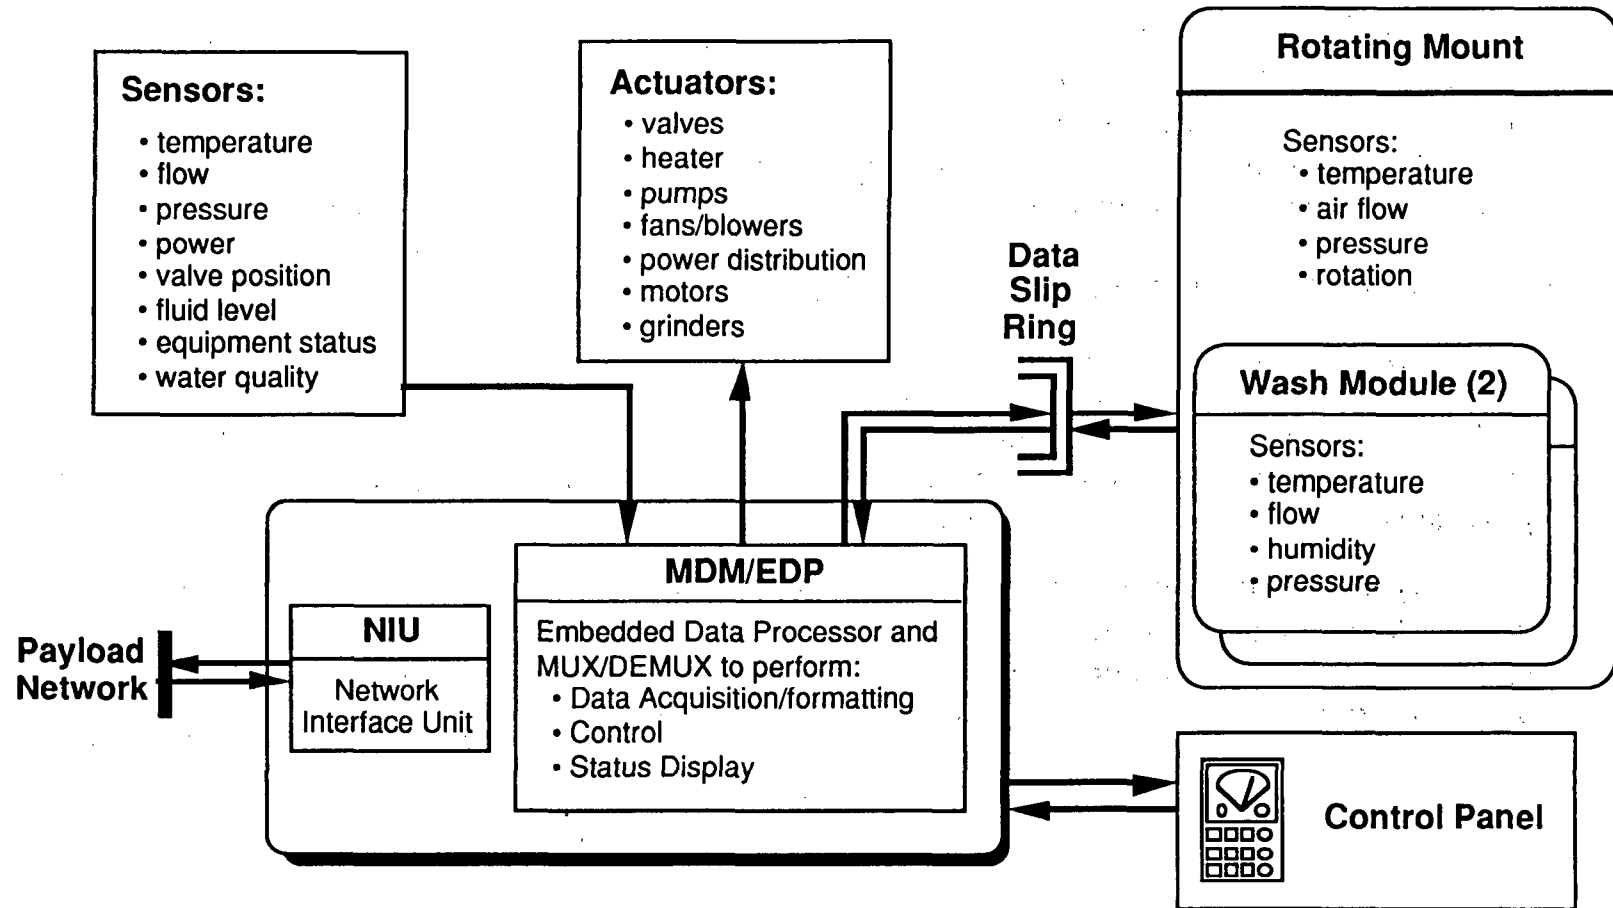 Sensors:
• temperature
• flow
• pressure
• power
• valve position
• fluid level
• equipment status
• water quality
Actuators:
• valves
• heater
• pumps
• fans/blowers
• power distribution
• motors
• grinders
Data
Slip
Ring
Rotating Mount
Sensors:
• temperature
• air flow
• pressure
• rotation
Wash Module (2)
Sensors:
• temperature
• flow
• humidity
• pressure
Payload
Network
NIU
Network
Interface Unit
MDM/EDP
Embedded Data Processor and
MUX/DEMUX to perform:
• Data Acquisition/formatting
• Control
• Status Display
Control Panel